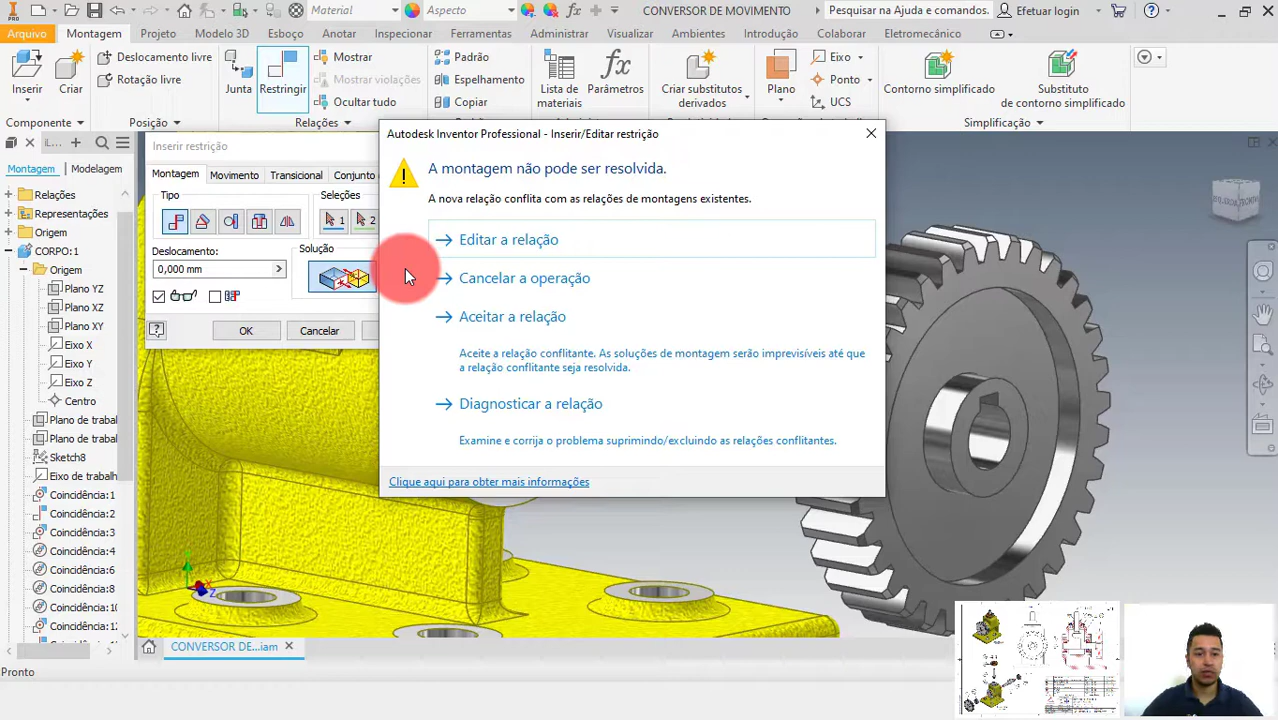 Material
Aspecto
CONVERSOR DE MOVIMENTO
Pesquisar na Ajuda e comandos.
Efetuar login
PRO
Arquivo
Montagem
Projeto
Modelo 3D
Esboço
Anotar
Inspecionar
Ferramentas
Administrar
Visualizar
Ambientes
Introdução
Colaborar
Eletromecânico
Inserir
Criar
Deslocamento livre
Rotação livre
Junta
Restringir
Mostrar
Mostrar violações
Ocultar tudo
Padrão
Espelhamento
Copiar
Lista de
materiais
fx
Parâmetros
Criar substitutos
derivados
Plano
Eixo
Ponto
UCS
Contorno simplificado
Substituto
de contorno simplificado
Componente
Posição
Relações
Simplificação
iL...
Montagem
Modelagem
Relações
Representações
Origem
CORPO:1
Origem
Plano YZ
Plano XZ
Plano XY
Eixo X
Eixo Y
Eixo Z
Centro
Plano de trabal
Plano de trabal
Sketch8
Eixo de trabalh
Coincidência:1
Coincidência:2
Coincidência:3
Coincidência:4
Coincidência:6
Coincidência:8
Coincidência:10
Coincidência:12
Inserir restrição
Montagem
Movimento
Transicional
Conjunto
Tipo
Seleções
1
2
Deslocamento:
0,000 mm
Solução
OK
Cancelar
Autodesk Inventor Professional - Inserir/Editar restrição
A montagem não pode ser resolvida.
A nova relação conflita com as relações de montagens existentes.
Editar a relação
Cancelar a operação
Aceitar a relação
Aceite a relação conflitante. As soluções de montagem serão imprevisíveis até que
a relação conflitante seja resolvida.
Diagnosticar a relação
Examine e corrija o problema suprimindo/excluindo as relações conflitantes.
Clique aqui para obter mais informações
Z
CONVERSOR DE...iam
Pronto